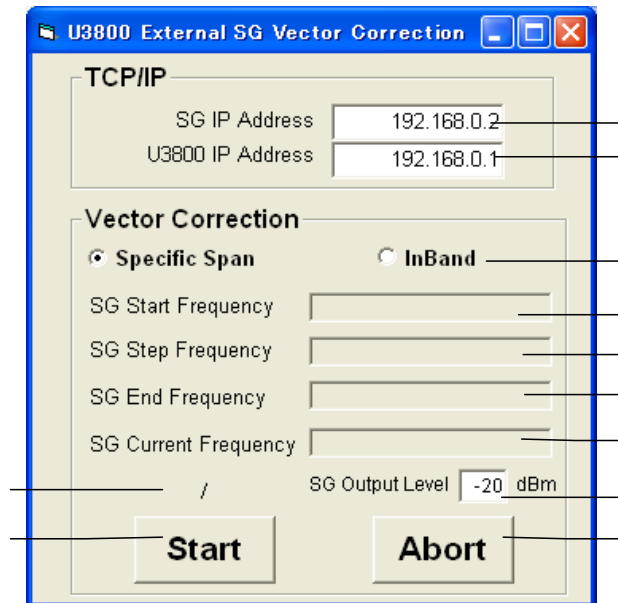 U3800 External SG Vector Correction
TCP/IP
SG IP Address 192.168.0.2
U3800 IP Address 192.168.0.1
Vector Correction
Specific Span InBand
SG Start Frequency
SG Step Frequency
SG End Frequency
SG Current Frequency
/ SG Output Level -20 dBm
Start Abort